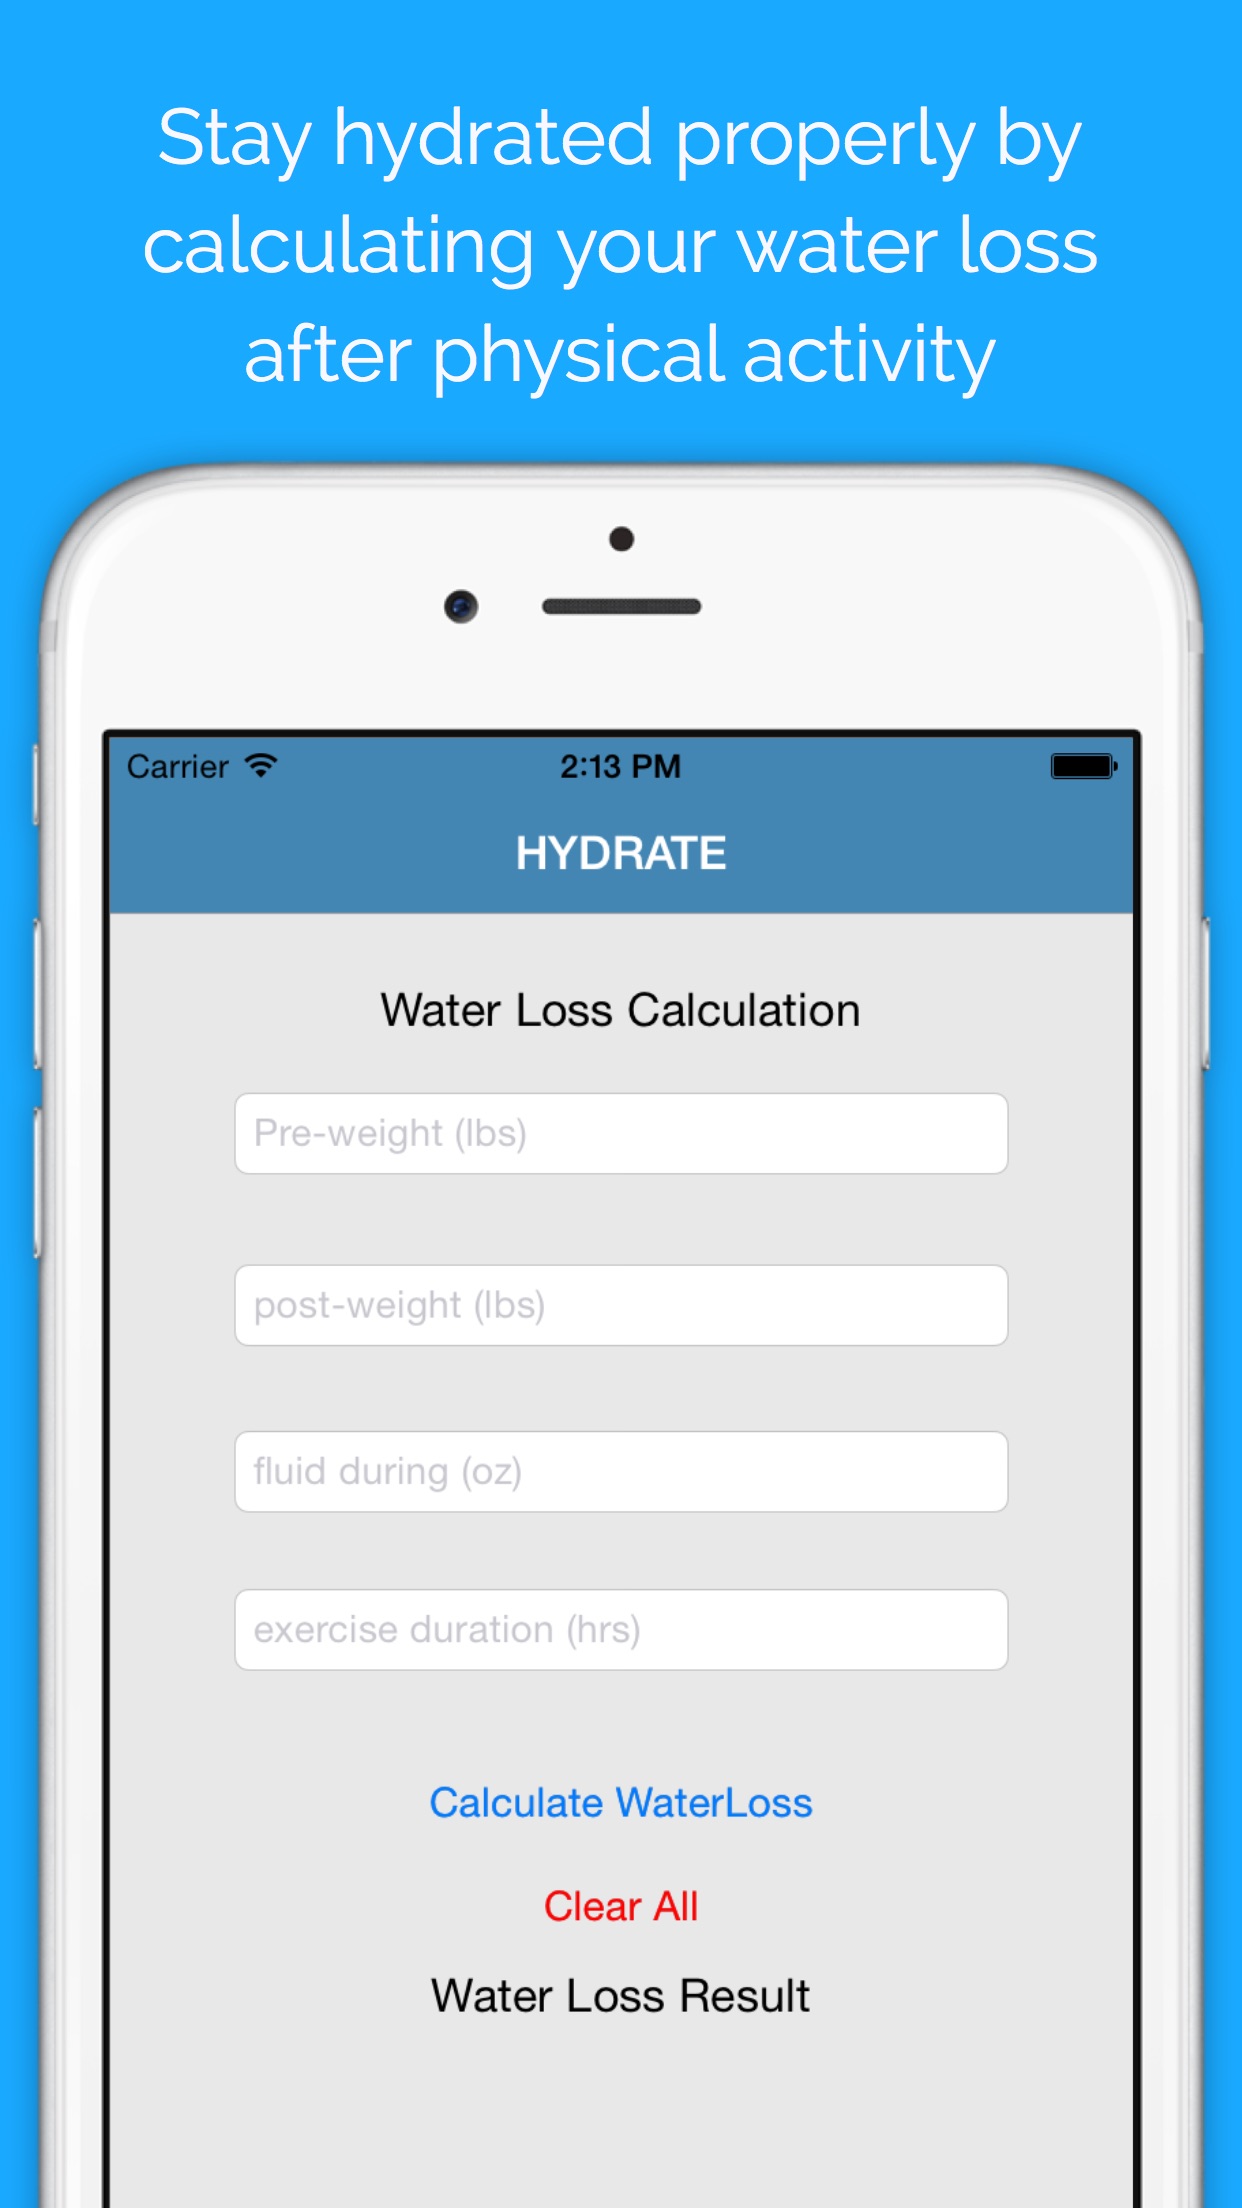 Stay hydrated properly by
calculating your water loss
after physical activity
Carrier 2:13 PM
HYDRATE
Water Loss Calculation
Pre-weight (lbs)
post-weight (lbs)
fluid during (oz)
exercise duration (hrs)
Calculate WaterLoss
Clear All
Water Loss Result